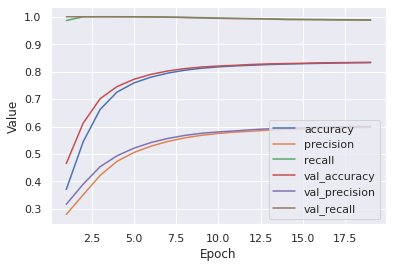 1.0
0.9
0.8
0.7
0.6
0.5
0.4
0.3
Value
accuracy
precision
recall
val_accuracy
val_precision
val_recall
2.5 5.0 7.5 10.0 12.5 15.0 17.5
Epoch